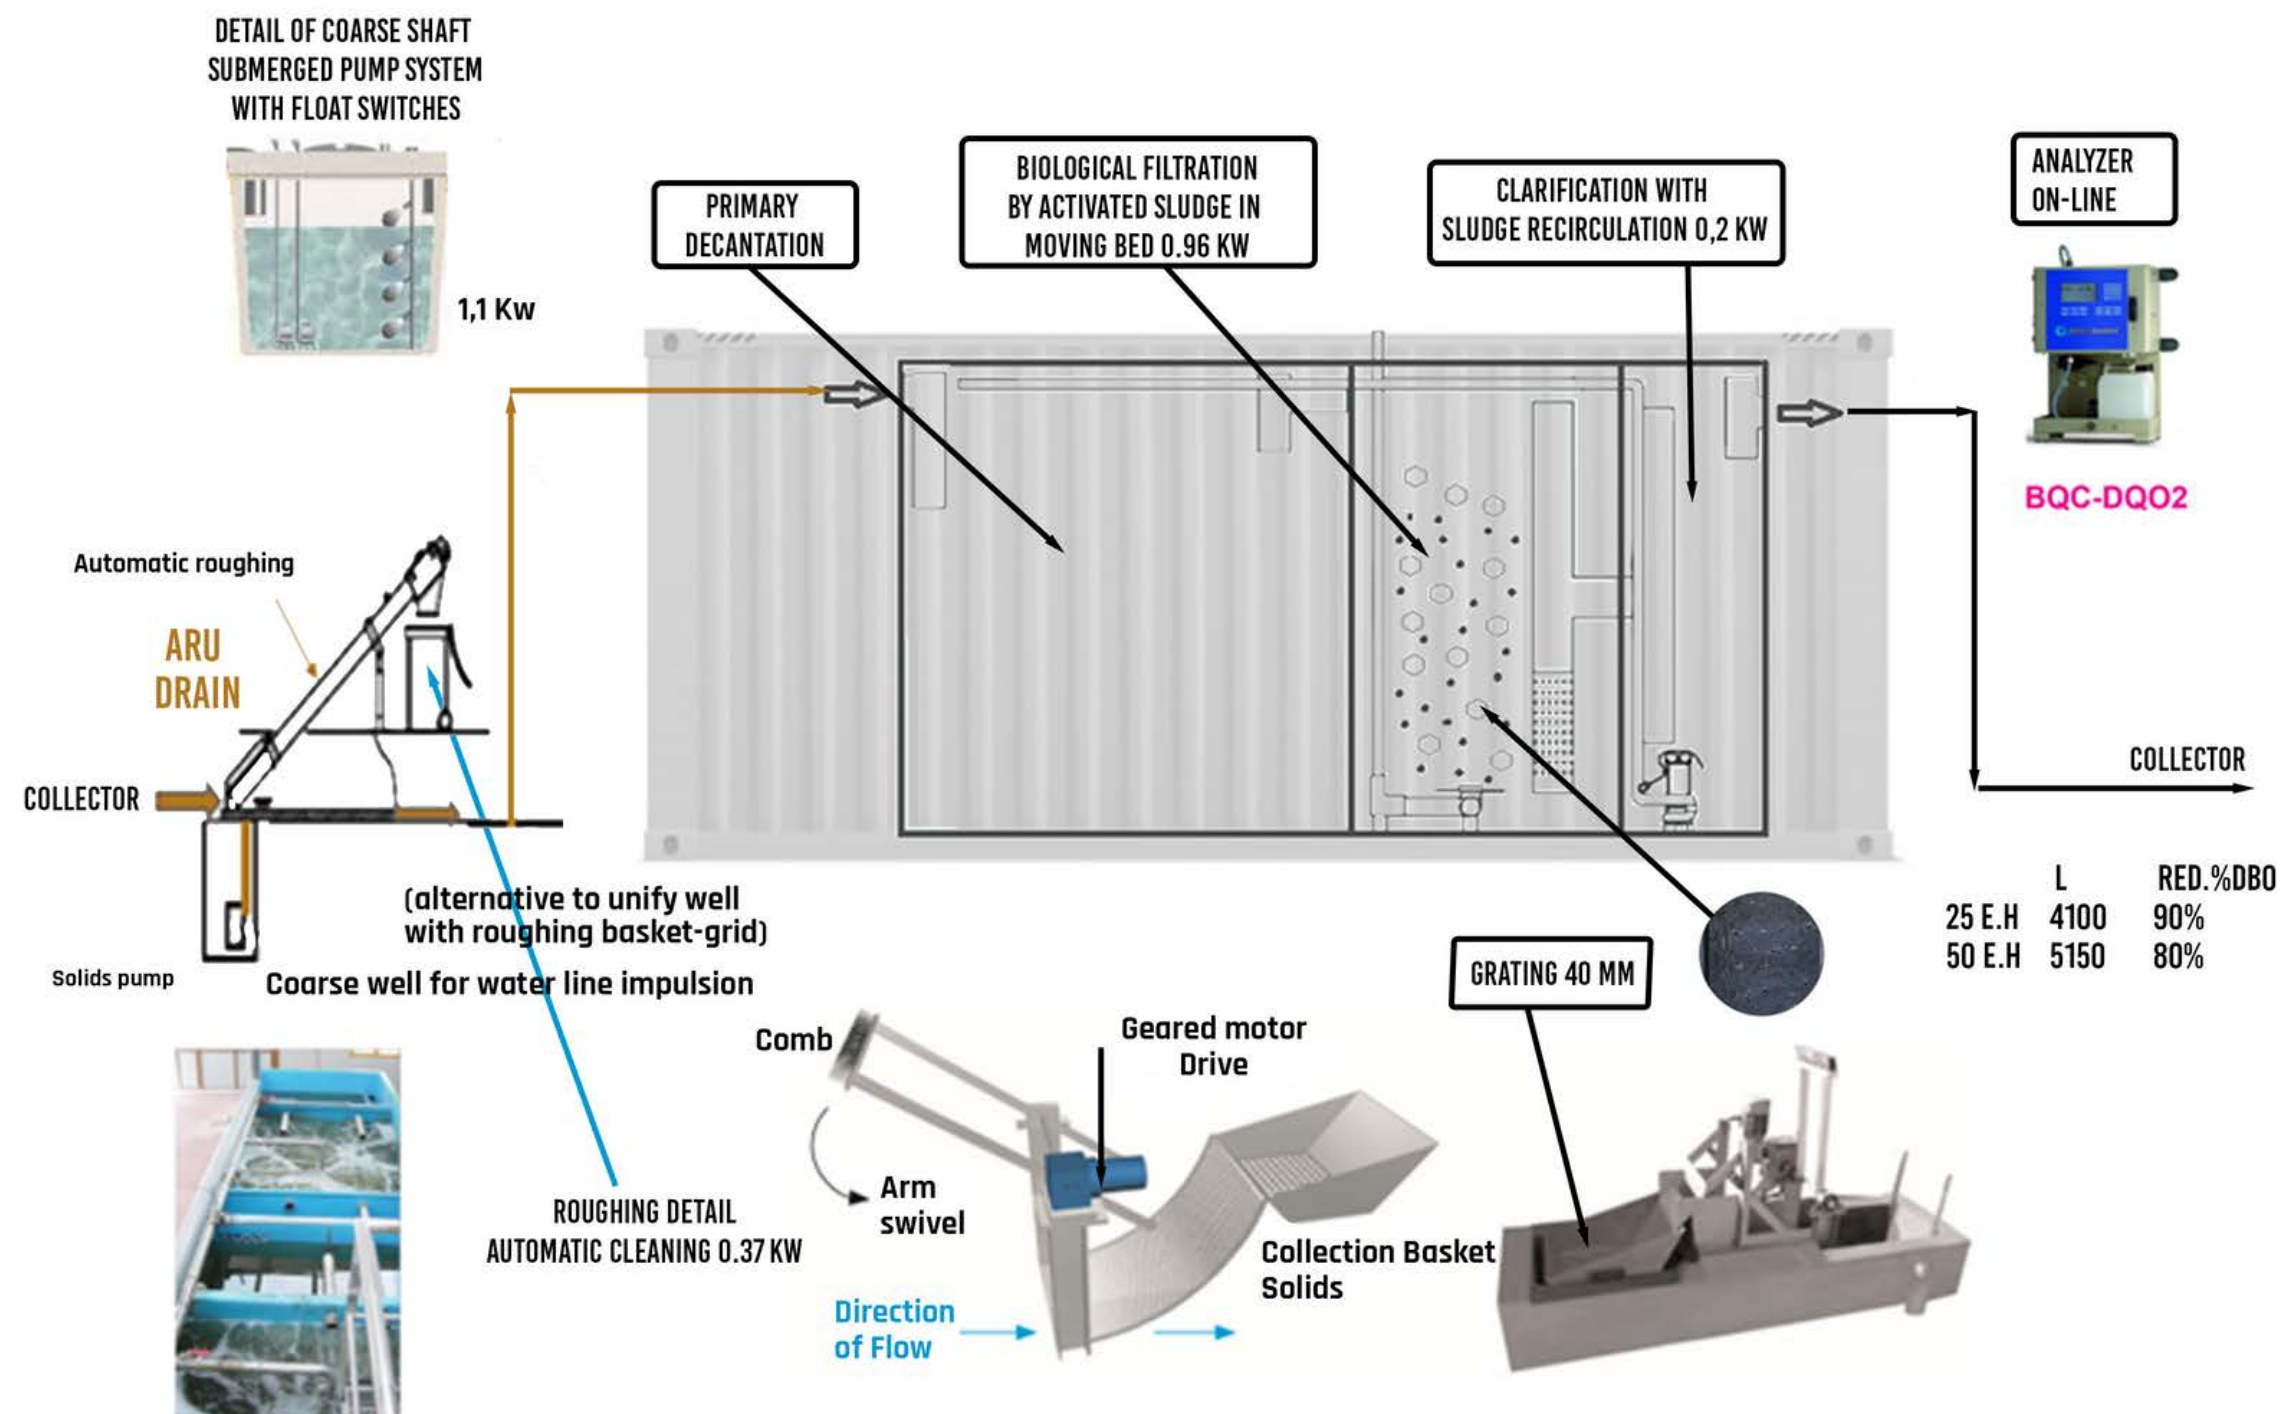 DETAIL OF COARSE SHAFT
SUBMERGED PUMP SYSTEM
WITH FLOAT SWITCHES
1,1 Kw
PRIMARY
DECANTATION
BIOLOGICAL FILTRATION
BY ACTIVATED SLUDGE IN
MOVING BED 0.96 KW
CLARIFICATION WITH
SLUDGE RECIRCULATION 0,2 KW
ANALYZER
ON-LINE
BQC-DQO2
Automatic roughing
ARU
DRAIN
COLLECTOR
Solids pump
(alternative to unify well
with roughing basket-grid)
Coarse well for water line impulsion
COLLECTOR
L RED.%DBO
25 E.H 4100 90%
50 E.H 5150 80%
GRATING 40 MM
Comb
Geared motor
Drive
Arm
swivel
ROUGHING DETAIL
AUTOMATIC CLEANING 0.37 KW
Collection Basket
Solids
Direction
of Flow